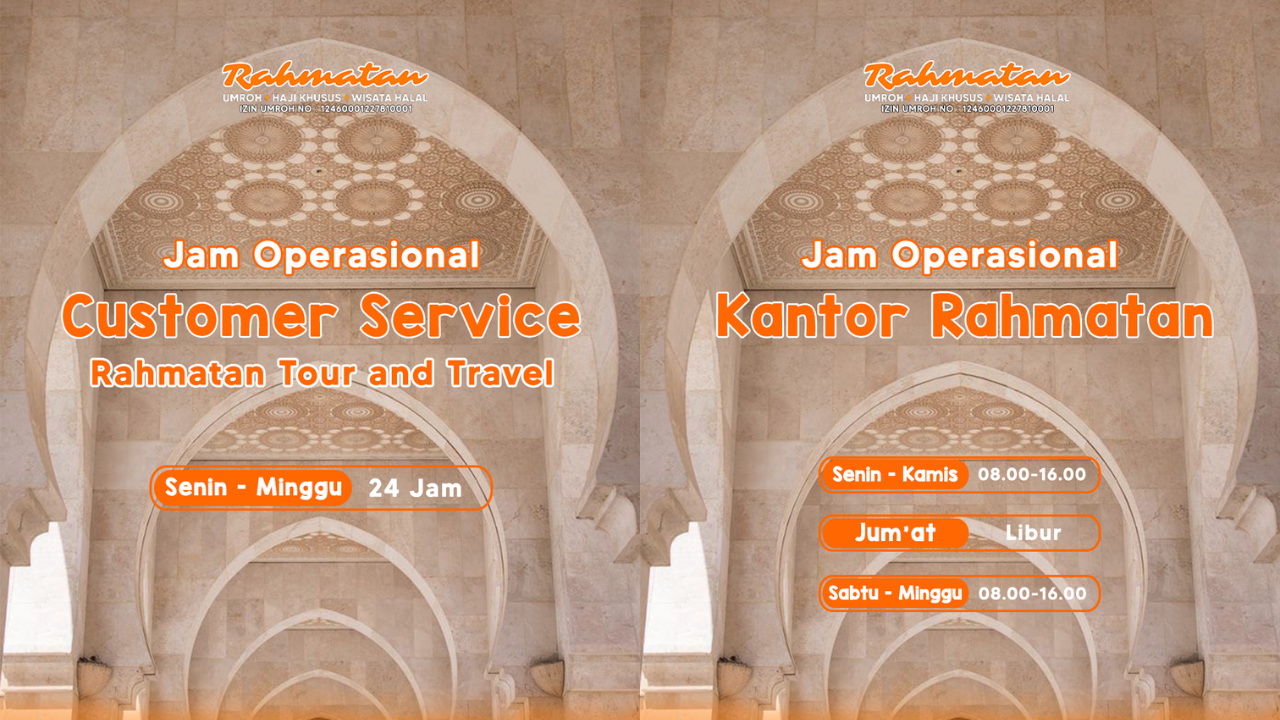 Rahmatan
UMROH HAJI KHUSUS WISATA HALAL
IZIN UMROH NO : 12460001227810001
Jam Operasional
Customer Service
Rahmatan Tour and Travel
Senin - Minggu 24 Jam
Rahmatan
UMROH HAJI KHUSUS WISATA HALAL
IZIN UMROH NO : 12460001227810001
Jam Operasional
Kantor Rahmatan
Senin - Kamis 08.00-16.00
Jum'at Libur
Sabtu - Minggu 08.00-16.00